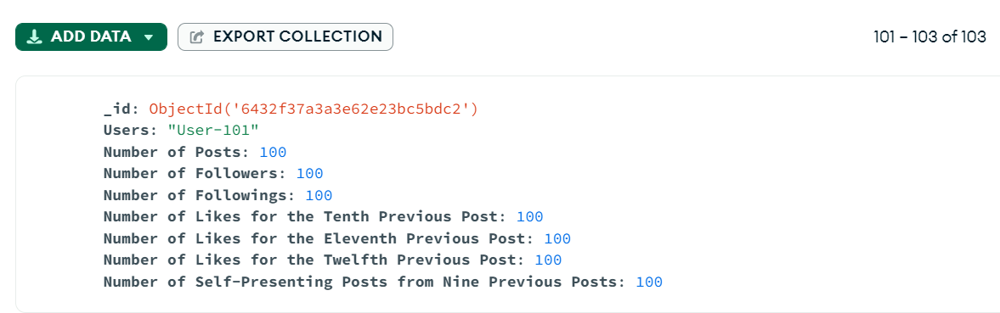 ADD DATA
EXPORT COLLECTION
101 – 103 of 103
_id: ObjectId('6432f37a3a3e62e23bc5bdc2')
Users: "User-101"
Number of Posts: 100
Number of Followers: 100
Number of Followings: 100
Number of Likes for the Tenth Previous Post: 100
Number of Likes for the Eleventh Previous Post: 100
Number of Likes for the Twelfth Previous Post: 100
Number of Self-Presenting Posts from Nine Previous Posts: 100